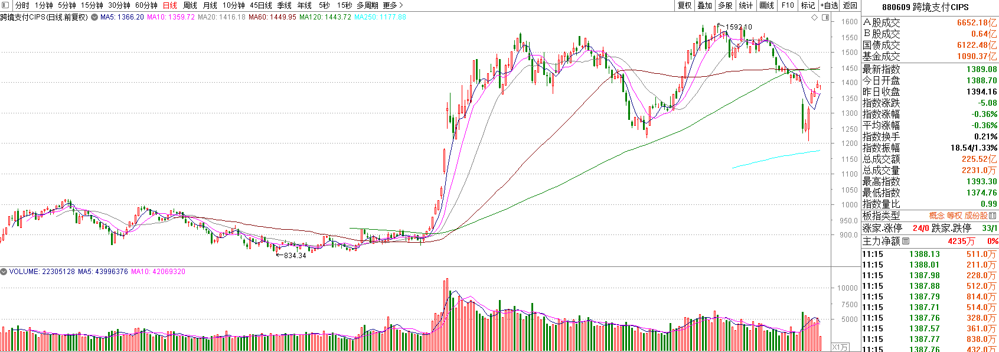 分时 1分钟 5分钟 15分钟 30分钟 60分钟 日线 周线 月线 10分钟 45日线 季线 年线 5秒 15秒 多周期 更多> 复权 叠加 多股 统计 画线 F10 标记 +自选 返回
880609 跨境支付CIPS
跨境支付CIPS(日线.前复权) MA5: 1366.20 MA10: 1359.72 MA20: 1416.18 MA60: 1449.95 MA120: 1443.72 MA250: 1177.88
1592.10
834.34
1600
1550
1500
1450
1400
1350
1300
1250
1200
1150
1100
1050
1000
950.0
900.0
VOLUME: 22305128 MA5: 43996376 MA10: 42069320
10000
7500
5000
X1万
A股成交 6652.18亿
B股成交 0.64亿
国债成交 6122.48亿
基金成交 1090.37亿
最新指数 1389.08
今日开盘 1388.70
昨日收盘 1394.16
指数涨跌 -5.08
指数涨幅 -0.36%
平均涨幅 -0.36%
指数换手 0.21%
指数振幅 18.54/1.33%
总成交额 225.52亿
总成交量 2231.0万
最高指数 1393.30
最低指数 1374.76
指数量比 0.99
板指类型 概念 等权 成份股
涨家.涨停 24/0 跌家.跌停 33/1
主力净额 4235万 0%
11:15 1388.13 511.0万
11:15 1388.01 211.0万
11:15 1387.98 228.0万
11:15 1387.88 512.0万
11:15 1387.79 814.0万
11:15 1387.71 514.0万
11:15 1387.76 328.0万
11:15 1387.57 361.0万
11:15 1387.77 838.0万
11:15 1387.76 432.0万